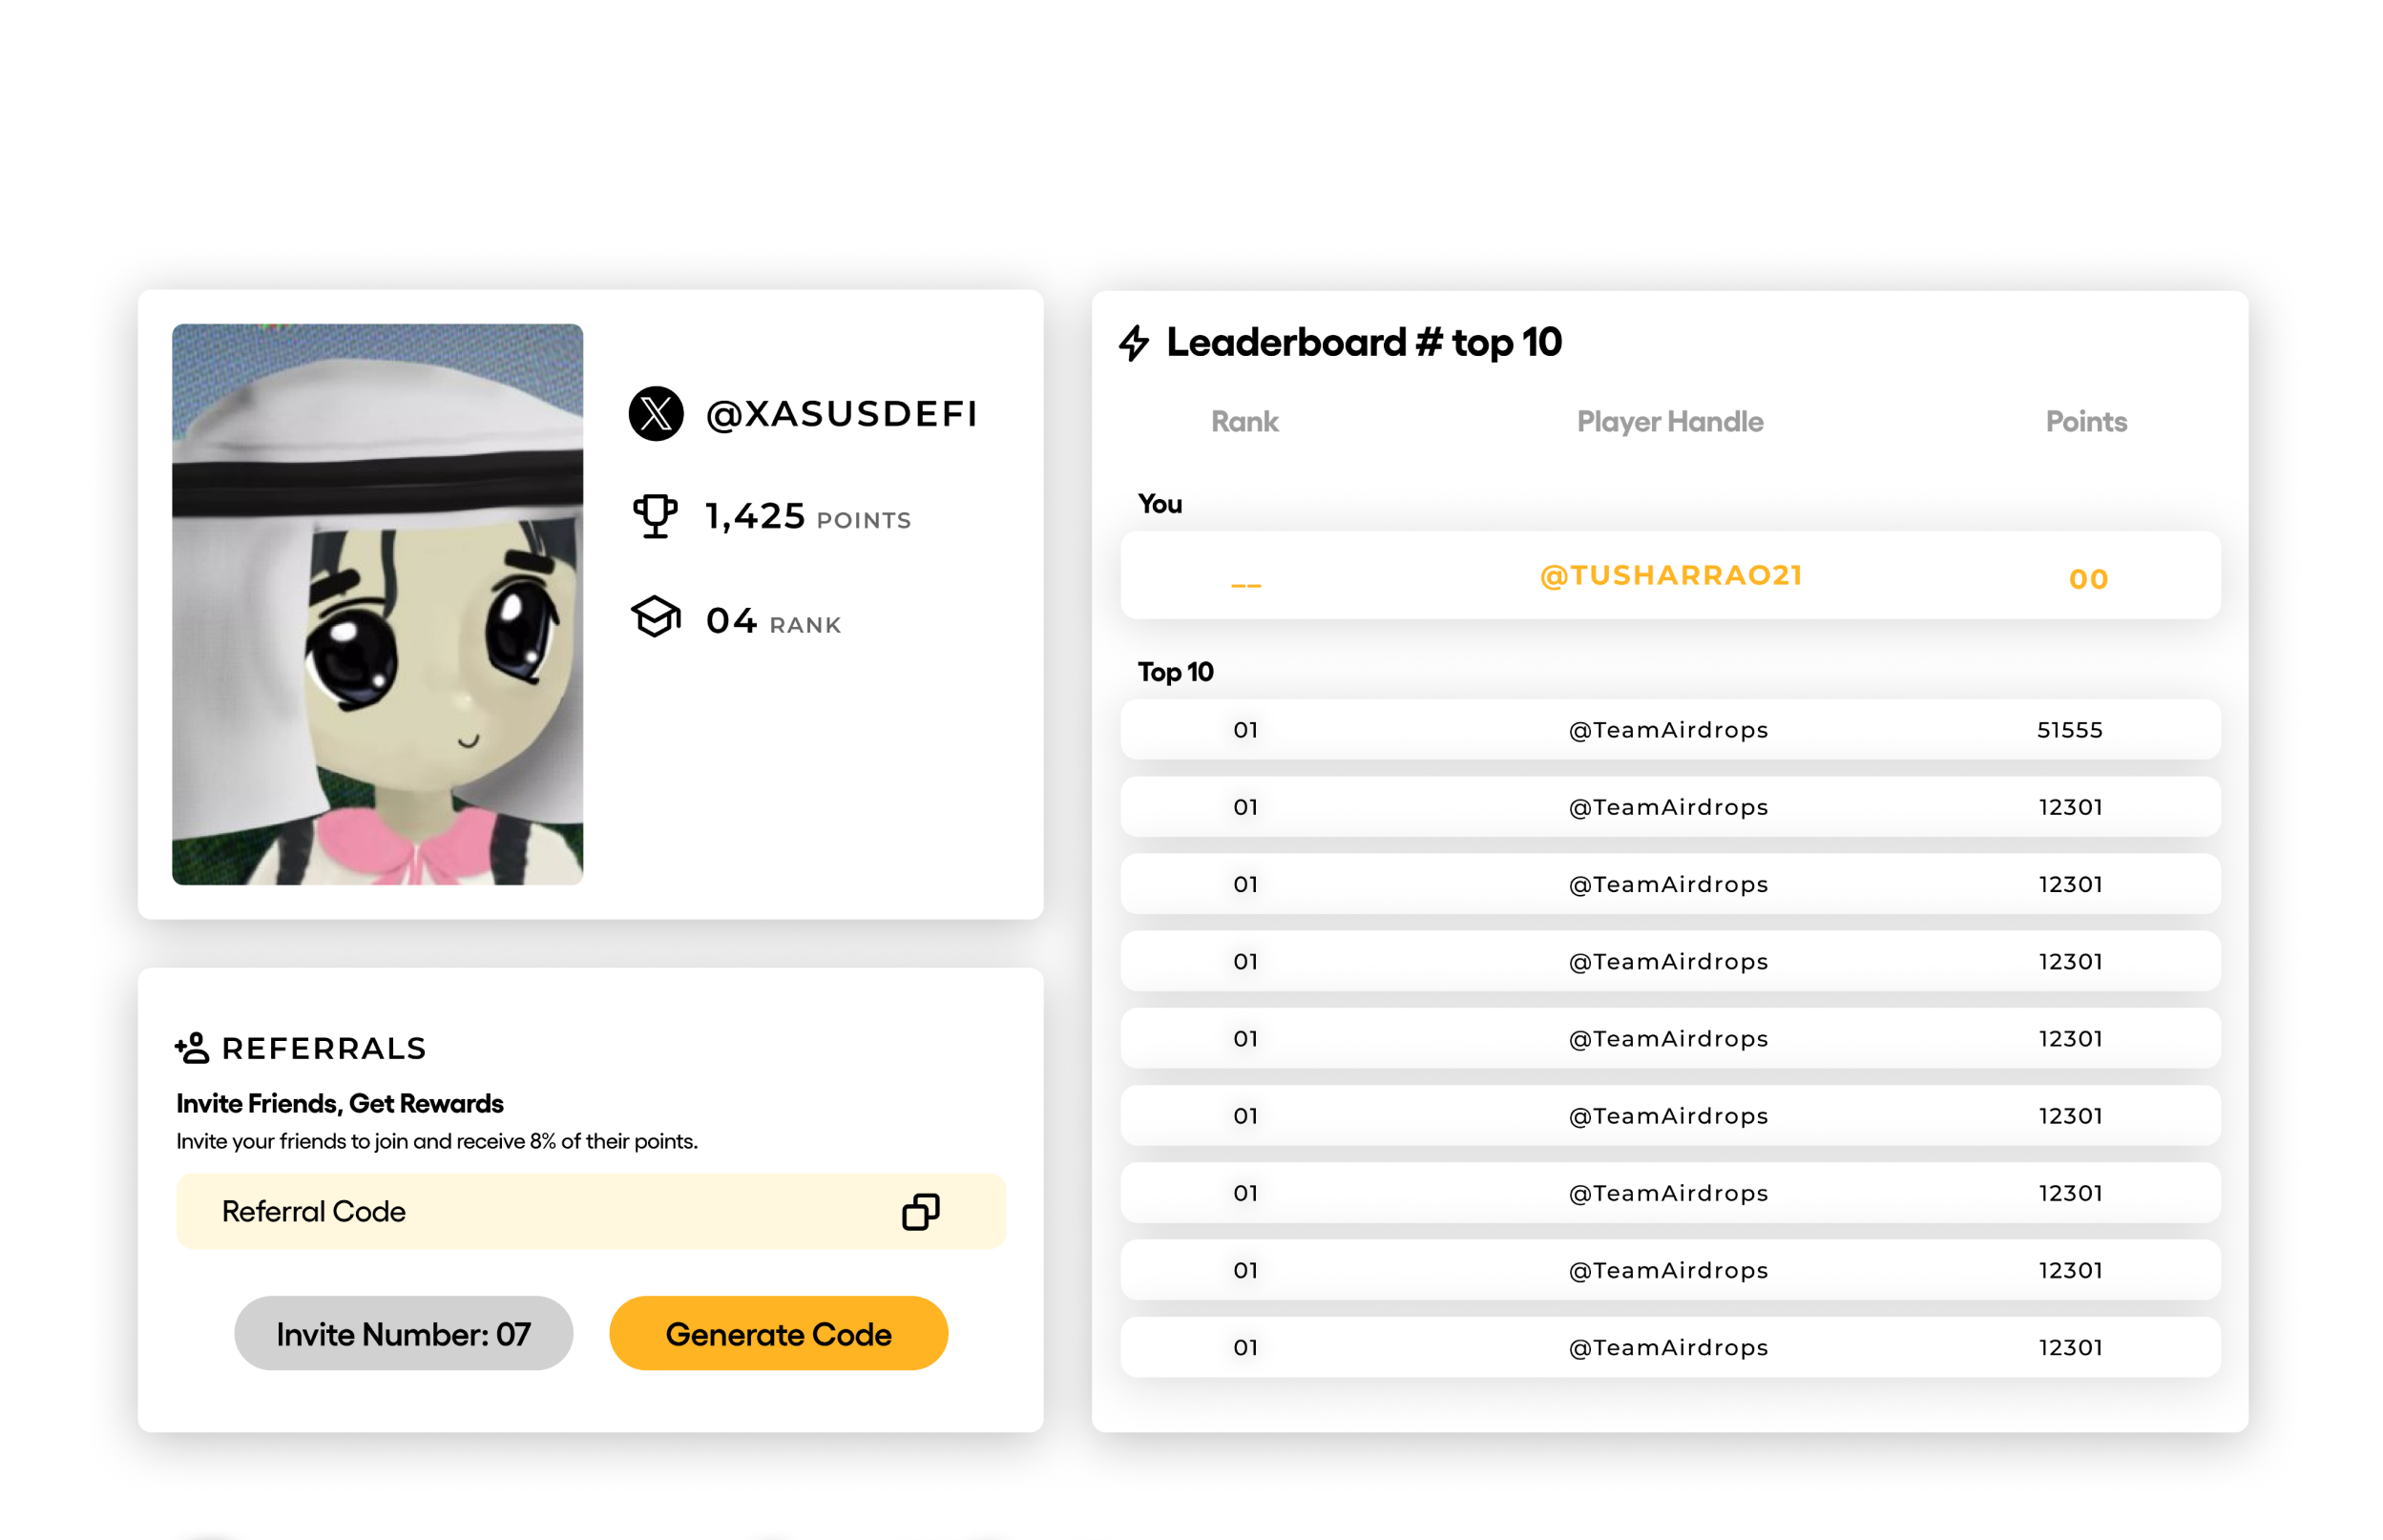 @XASUSDEFI
1,425 POINTS
04 RANK
REFERRALS
Invite Friends, Get Rewards
Invite your friends to join and receive 8% of their points.
Referral Code
Invite Number: 07
Generate Code
Leaderboard # top 10
Rank Player Handle Points
You
__ @TUSHARRAO21 00
Top 10
01 @TeamAirdrops 51555
01 @TeamAirdrops 12301
01 @TeamAirdrops 12301
01 @TeamAirdrops 12301
01 @TeamAirdrops 12301
01 @TeamAirdrops 12301
01 @TeamAirdrops 12301
01 @TeamAirdrops 12301
01 @TeamAirdrops 12301